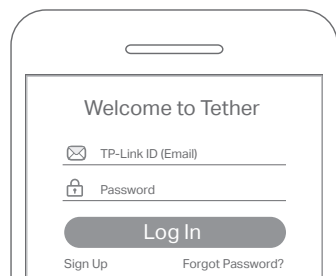 Welcome to Tether
TP-Link ID (Email)
Password
Log In
Sign Up Forgot Password?